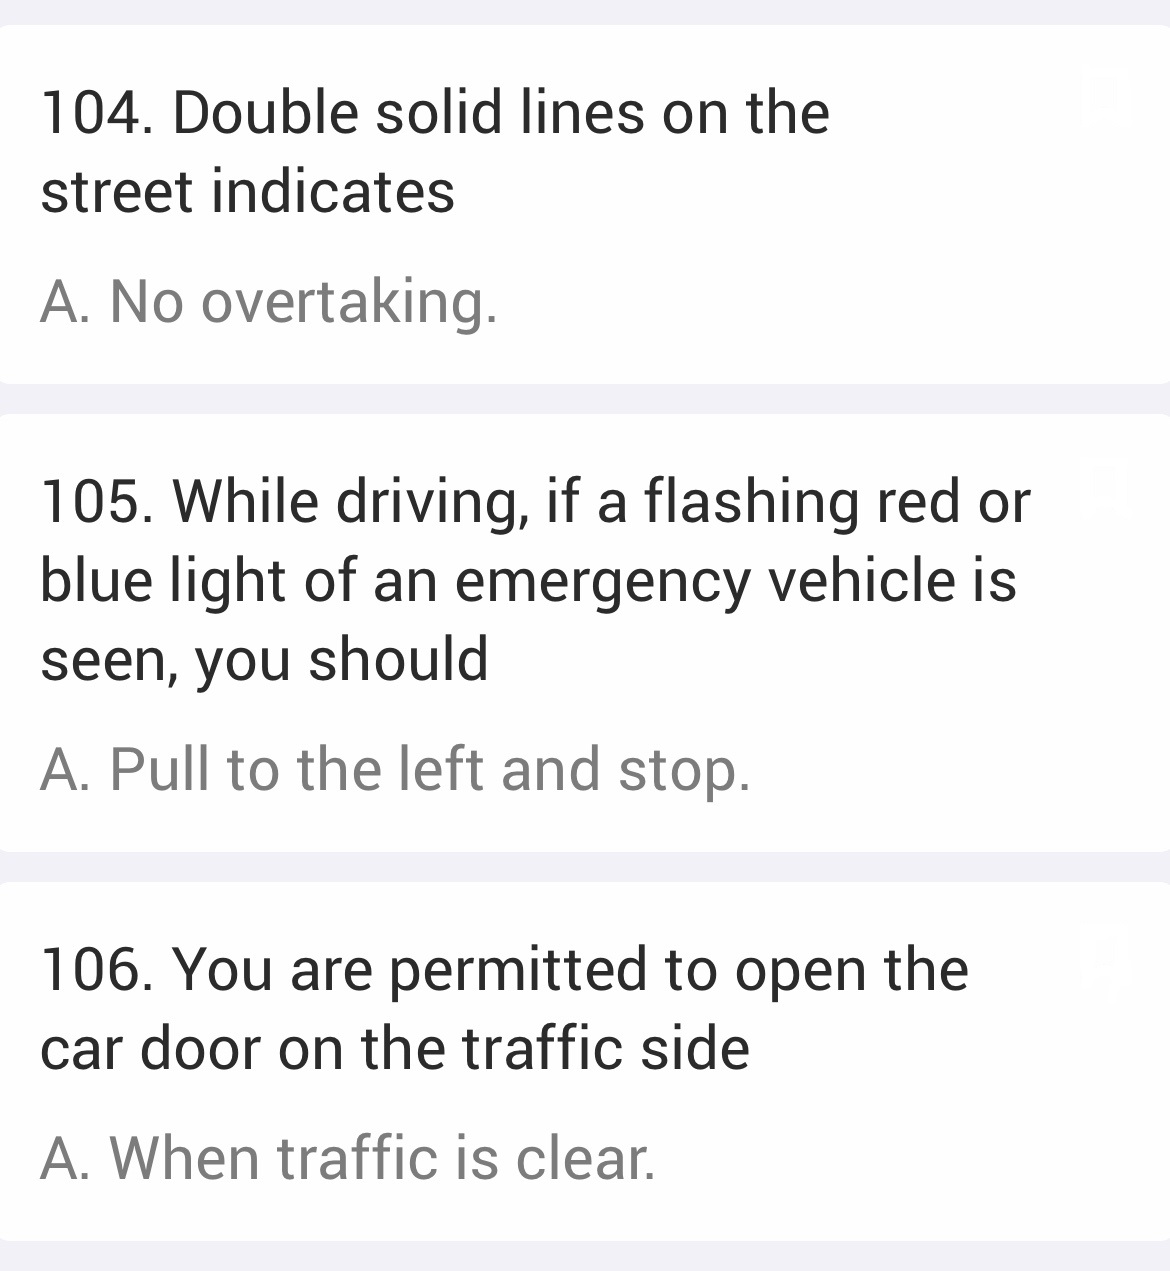 104. Double solid lines on the
street indicates
A. No overtaking.
105. While driving, if a flashing red or
blue light of an emergency vehicle is
seen, you should
A. Pull to the left and stop.
106. You are permitted to open the
car door on the traffic side
A. When traffic is clear.